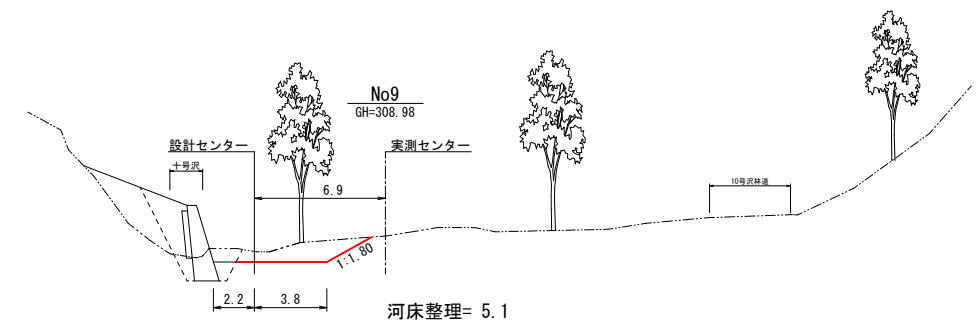 No9
GH=308.98
設計センター
実測センター
十号沢
10号沢林道
6.9
1:1.80
2.2
3.8
河床整理= 5.1